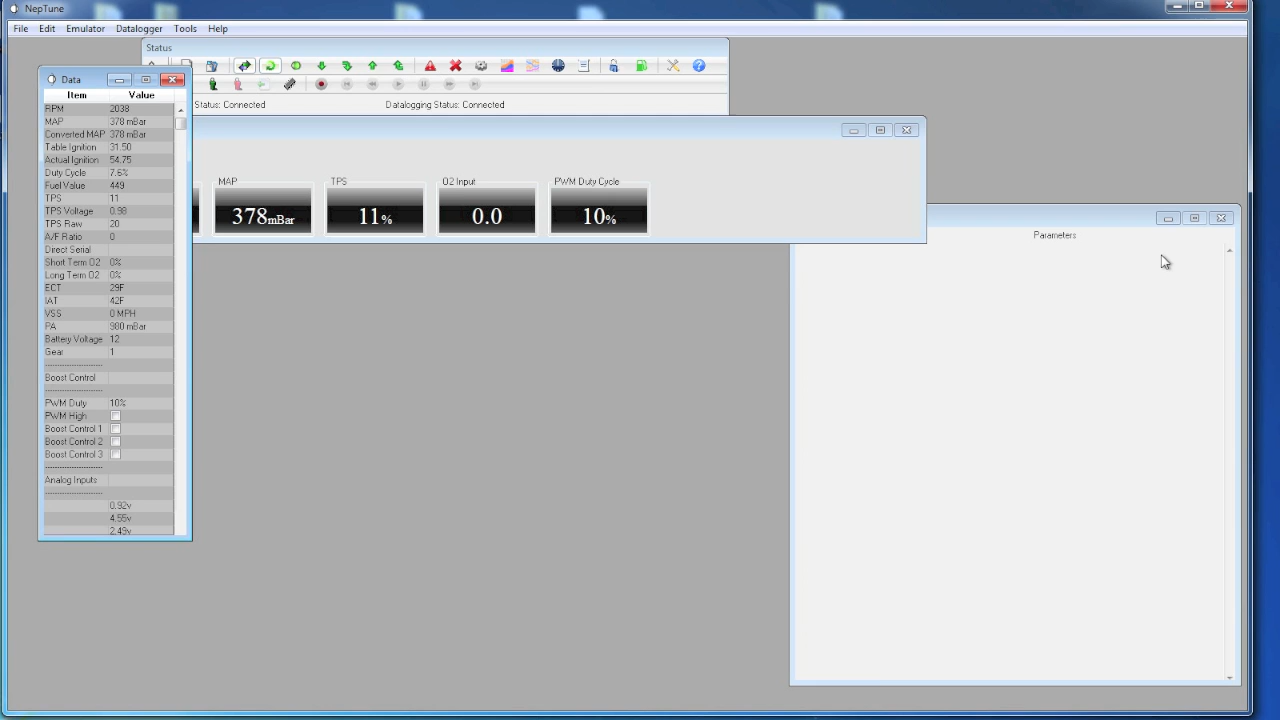 NepTune
File Edit Emulator Datalogger Tools Help
Status
Status: Connected Datalogging Status: Connected
Data
Item Value
RPM 2038
MAP 378 mBar
Converted MAP 378 mBar
Table Ignition 31.50
Actual Ignition 54.75
Duty Cycle 7.6%
Fuel Value 449
TPS 11
TPS Voltage 0.98
TPS Raw 20
A/F Ratio 0
Direct Serial
Short Term O2 0%
Long Term O2 0%
ECT 29F
IAT 42F
VSS 0 MPH
PA 980 mBar
Battery Voltage 12
Gear 1
-----------------------
Boost Control
-----------------------
PWM Duty 10%
PWM High
Boost Control 1
Boost Control 2
Boost Control 3
-----------------------
Analog Inputs
-----------------------
0.92v
4.55v
2.49v
MAP TPS O2 Input PWM Duty Cycle
378mBar 11% 0.0 10%
Parameters